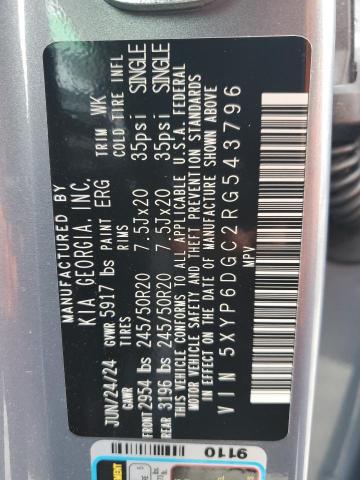 MANUFACTURED BY
KIA GEORGIA, INC.
JUN/24/24 GVWR 5917 lbs PAINT ERG TRIM WK
GAWR TIRES RIMS COLD TIRE INFL
FRONT 2954 lbs 245/50R20 7.5Jx20 35psi SINGLE
REAR 3196 lbs 245/50R20 7.5Jx20 35psi SINGLE
THIS VEHICLE CONFORMS TO ALL APPLICABLE U.S.A. FEDERAL
MOTOR VEHICLE SAFETY, BUMPER, AND THEFT PREVENTION STANDARDS
IN EFFECT ON THE DATE OF MANUFACTURE SHOWN ABOVE
VIN 5XYP6DGC2RG543796
MPV
9110